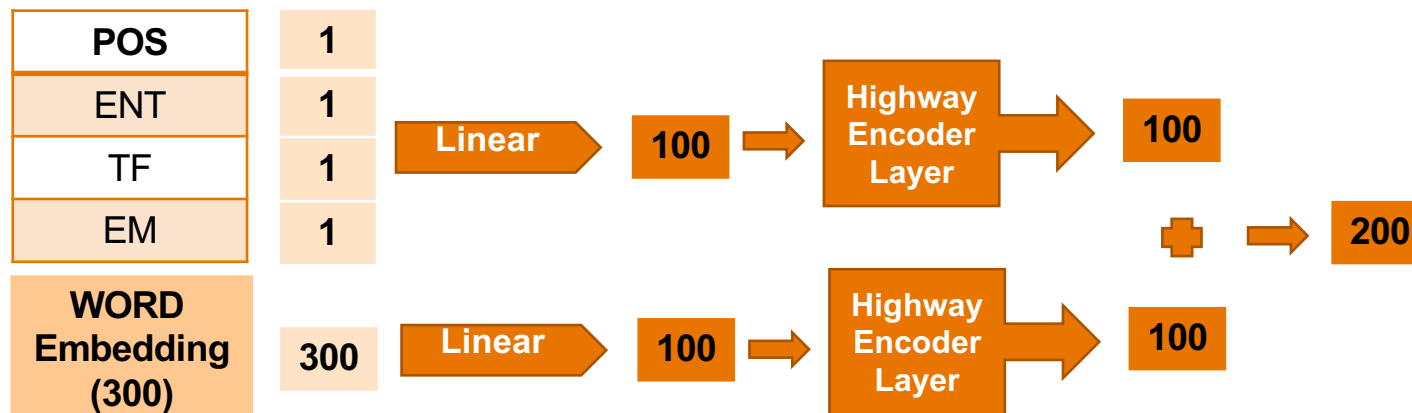 POS
1
ENT
1
TF
1
EM
1
Linear
100
Highway
Encoder
Layer
100
200
WORD
Embedding
(300)
300
Linear
100
Highway
Encoder
Layer
100